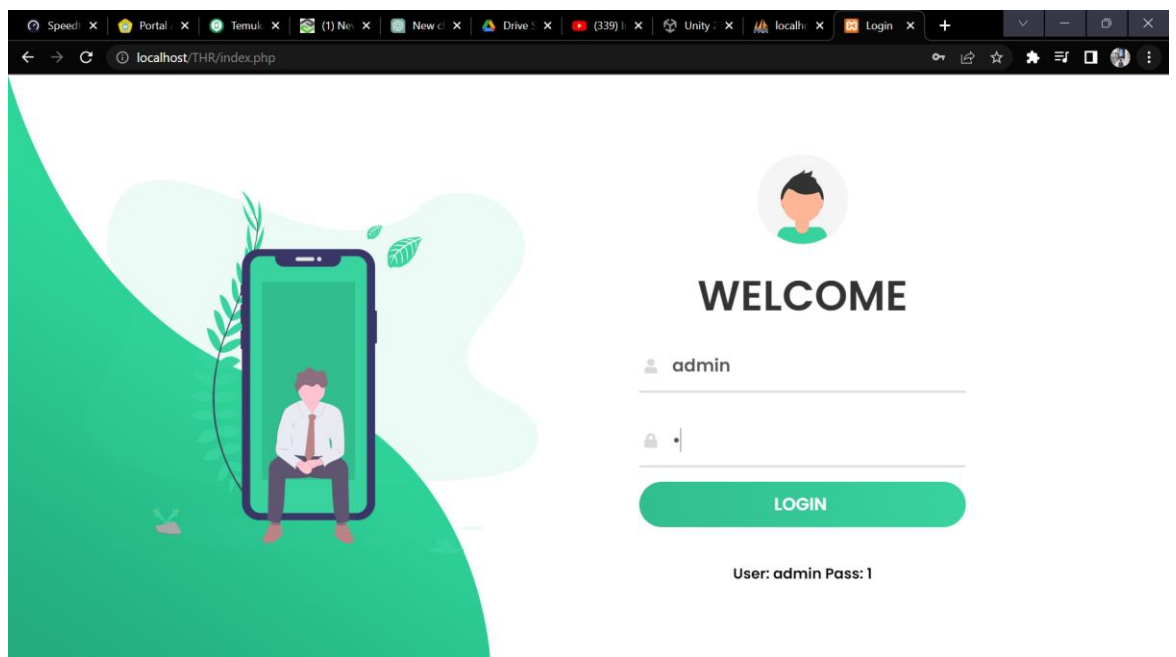 Speedt Portal Temuk (1) Ne New c Drive S (339) I Unity localh Login
localhost/THR/index.php
WELCOME
admin
•
LOGIN
User: admin Pass: 1